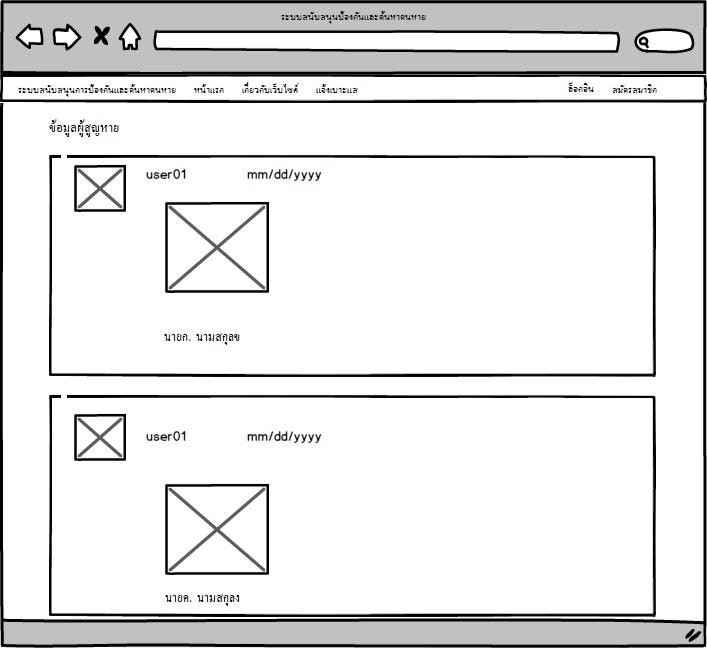 ระบบสนับสนุนป้องกันและค้นหาคนหาย
ระบบสนับสนุนการป้องกันและค้นหาคนหาย หน้าแรก เกี่ยวกับเว็บไซต์ แจ้งเบาะแส ล็อกอิน สมัครสมาชิก
ข้อมูลผู้สูญหาย
user01 mm/dd/yyyy
นายก. นามสกุลข
user01 mm/dd/yyyy
นายค. นามสกุลง